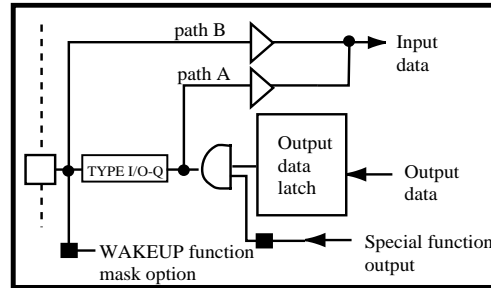 path B
Input
data
path A
TYPE I/O-Q
Output
data
latch
Output
data
WAKEUP function
mask option
Special function
output